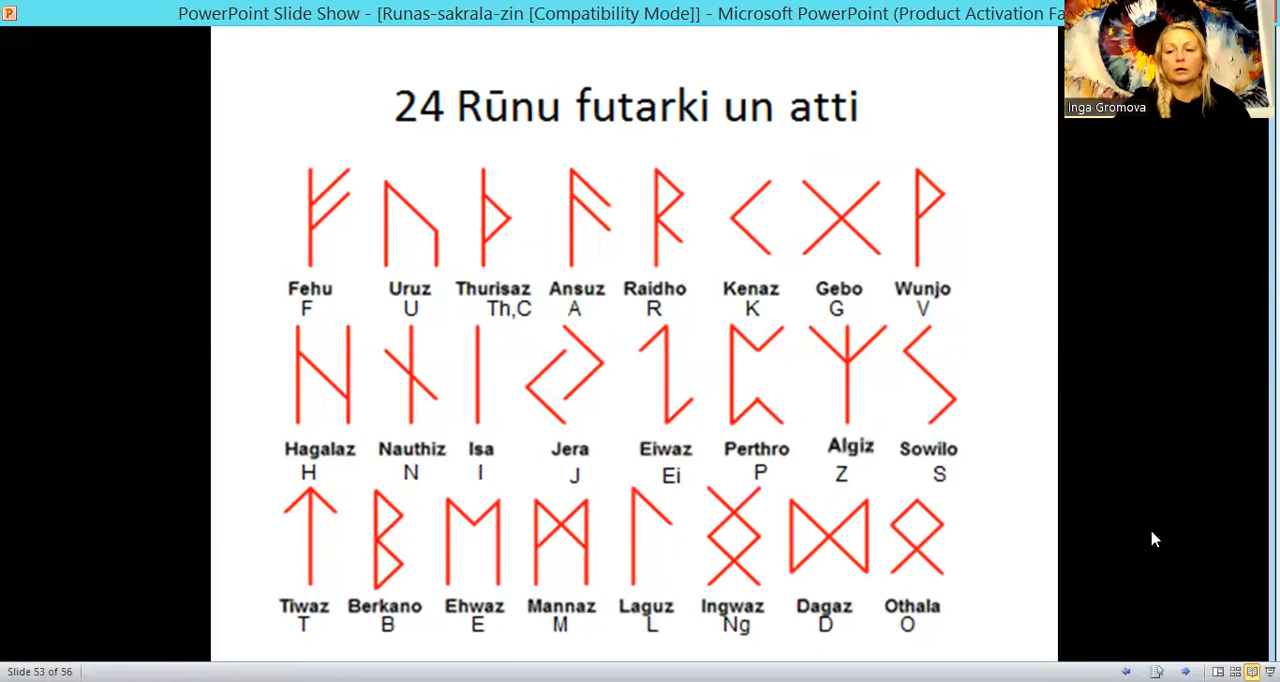 PowerPoint Slide Show - [Runas-sakrala-zin [Compatibility Mode]] - Microsoft PowerPoint (Product Activation Fa
Inga Gromova
24 Rūnu futarki un atti
Fehu Uruz Thurisaz Ansuz Raidho Kenaz Gebo Wunjo
F U Th,C A R K G V
Hagalaz Nauthiz Isa Jera Eiwaz Perthro Algiz Sowilo
H N I J Ei P Z S
Tiwaz Berkano Ehwaz Mannaz Laguz Ingwaz Dagaz Othala
T B E M L Ng D O
Slide 53 of 56